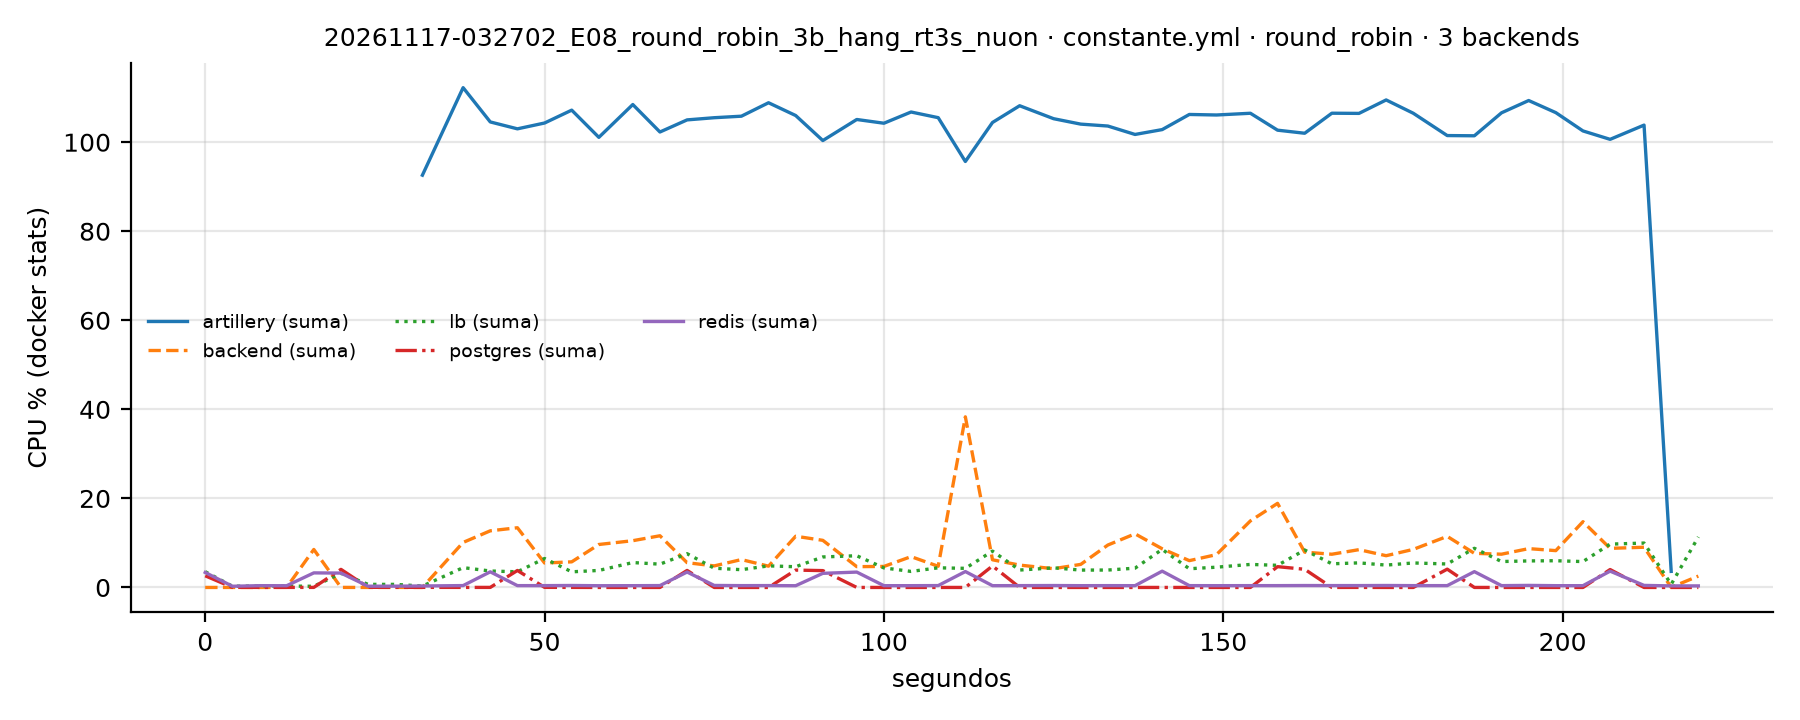 20261117-032702_E08_round_robin_3b_hang_rt3s_nuon · constante.yml · round_robin · 3 backends
CPU % (docker stats)
100
80
60
40
20
0
artillery (suma)
backend (suma)
lb (suma)
postgres (suma)
redis (suma)
0
50
100
150
200
segundos